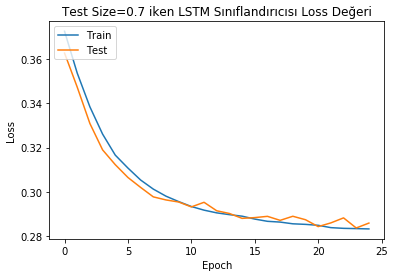 Test Size=0.7 iken LSTM Sınıflandırıcısı Loss Değeri
Train
Test
0.36
0.34
0.32
0.30
0.28
Loss
0
5
10
15
20
25
Epoch